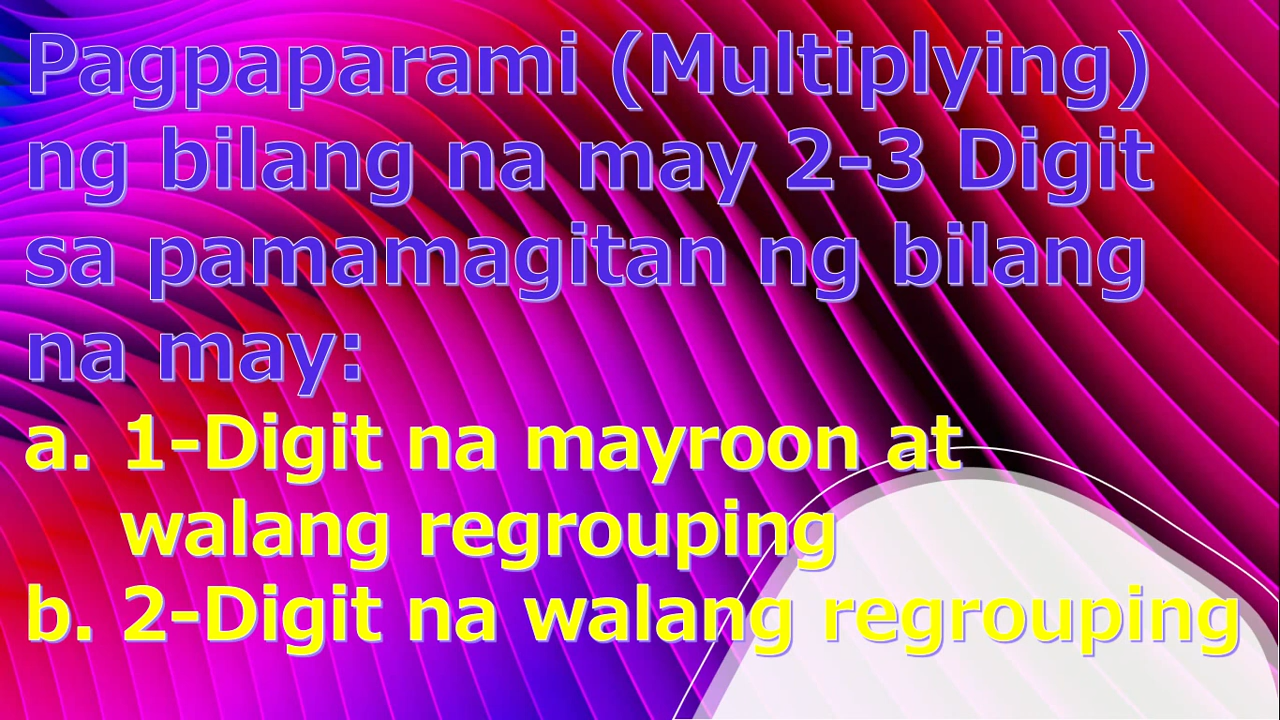 Pagpaparami (Multiplying)
ng bilang na may 2-3 Digit
sa pamamagitan ng bilang
na may:
a. 1-Digit na mayroon at
walang regrouping
b. 2-Digit na walang regrouping